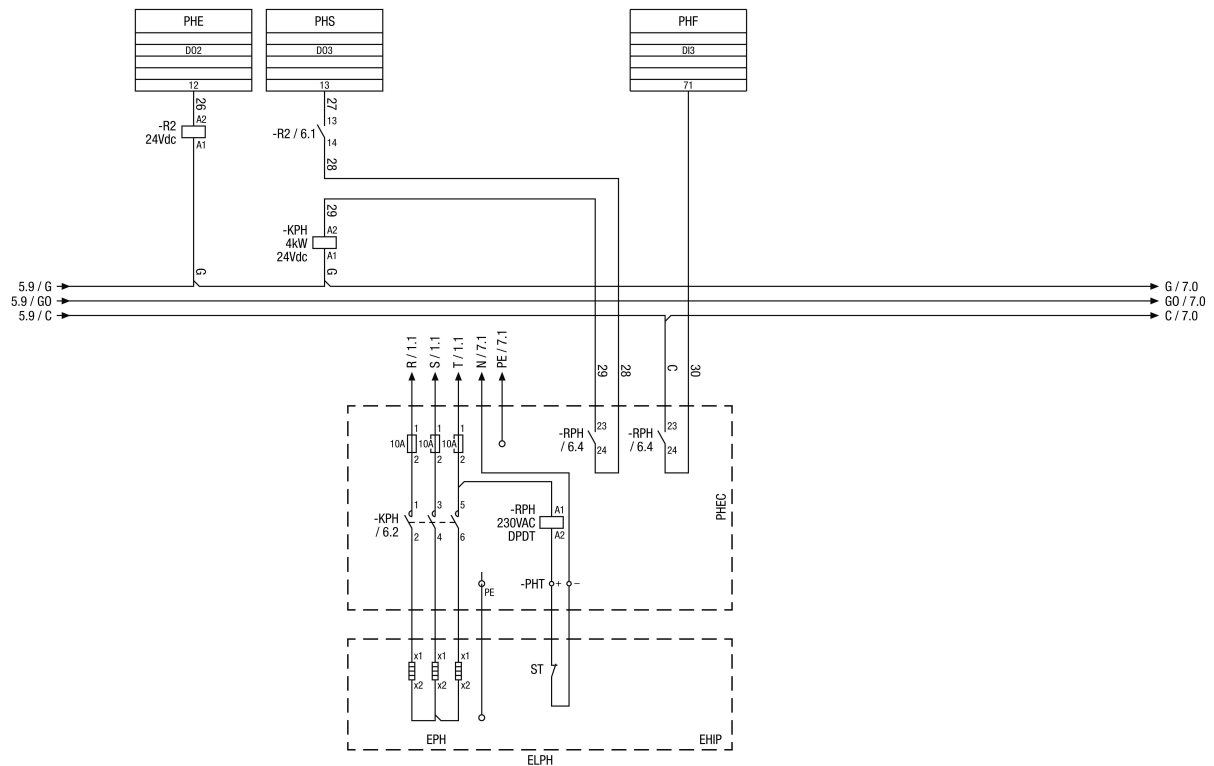 PHE
PHS
PHF
DO2
DO3
DI3
12
13
71
26
27
-R2
24Vdc
A2
A1
-R2 / 6.1
13
14
28
29
-KPH
4kW
24Vdc
A2
A1
G
G
5.9 / G
G / 7.0
5.9 / GO
GO / 7.0
5.9 / C
C / 7.0
R / 1.1
S / 1.1
T / 1.1
N / 7.1
PE / 7.1
29
28
C
30
1
1
1
10A
10A
10A
2
2
2
-RPH
/ 6.4
23
24
-RPH
/ 6.4
23
24
PHEC
-KPH
/ 6.2
1
3
5
2
4
6
-RPH
230VAC
DPDT
A1
A2
-PHT
+
−
PE
x1
x1
x1
x2
x2
x2
ST
EPH
EHIP
ELPH